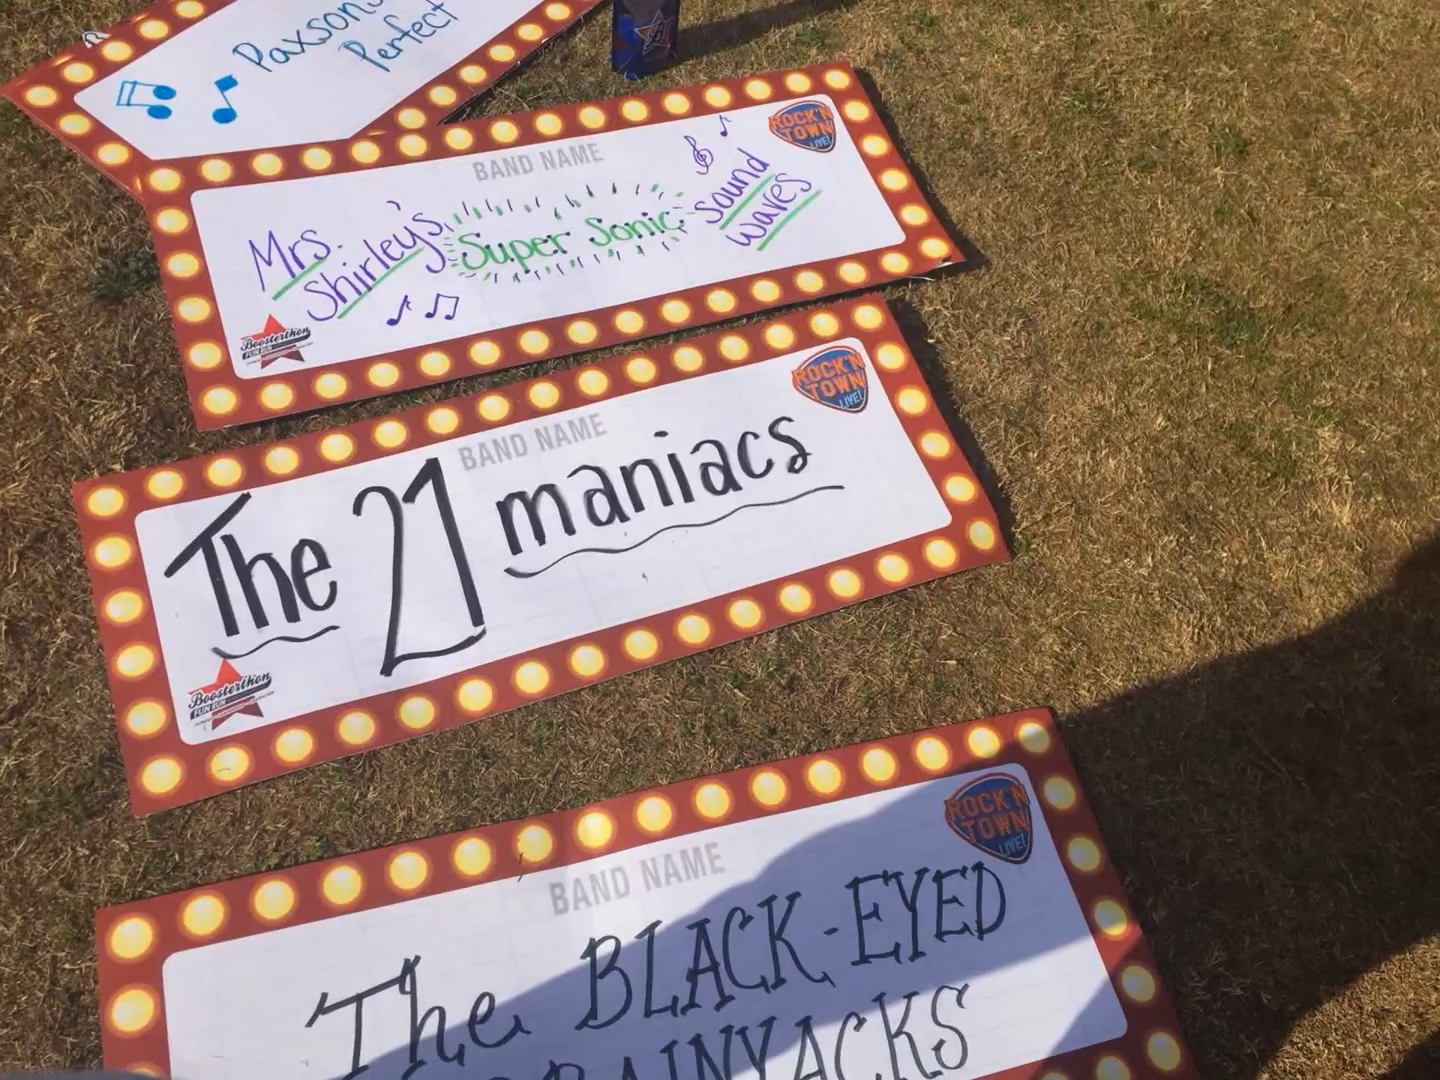 Paxson's
Perfect
BAND NAME
ROCK'N
TOWN
LIVE!
Mrs.
Shirley's
Super Sonic
Sound
Waves
Boosterthon
FUN RUN
BAND NAME
ROCK'N
TOWN
LIVE!
The 21 maniacs
Boosterthon
FUN RUN
BAND NAME
ROCK'N
TOWN
LIVE!
The BLACK-EYED